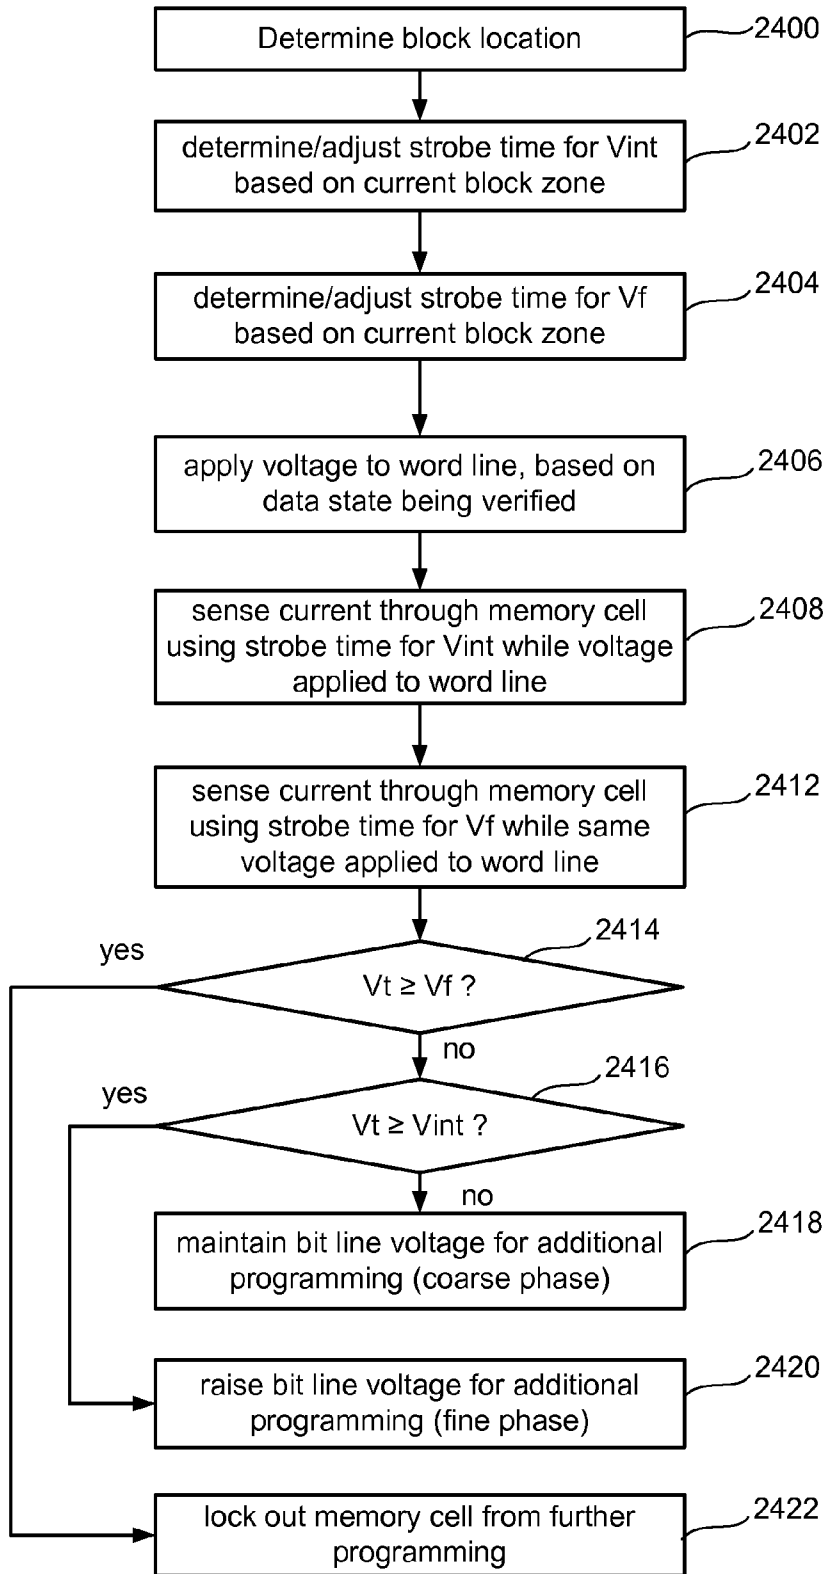 Determine block location
2400
determine/adjust strobe time for Vint
based on current block zone
2402
determine/adjust strobe time for Vf
based on current block zone
2404
apply voltage to word line, based on
data state being verified
2406
sense current through memory cell
using strobe time for Vint while voltage
applied to word line
2408
sense current through memory cell
using strobe time for Vf while same
voltage applied to word line
2412
yes
Vt ≥ Vf ?
2414
no
yes
Vt ≥ Vint ?
2416
no
maintain bit line voltage for additional
programming (coarse phase)
2418
raise bit line voltage for additional
programming (fine phase)
2420
lock out memory cell from further
programming
2422